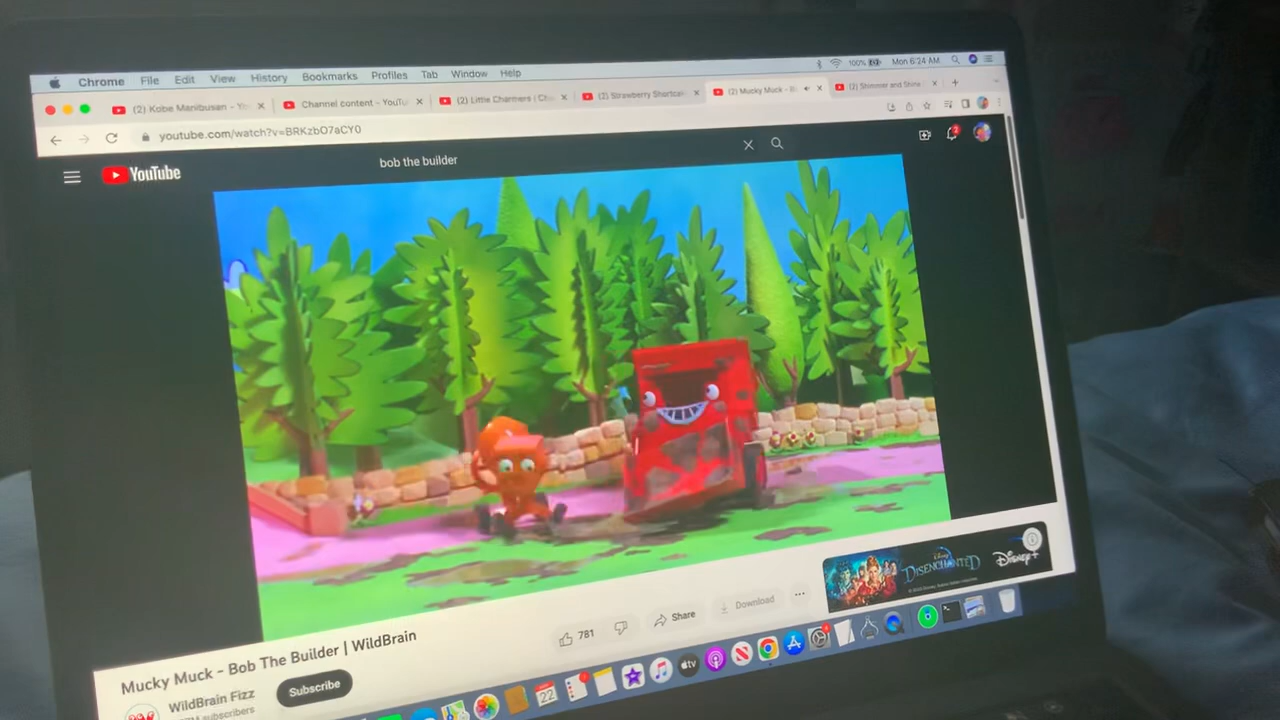 Chrome File Edit View History Bookmarks Profiles Tab Window Help 100% Mon 6:24 AM
(2) Kobe Manibusan - Channel content - YouTu (2) Little Charmers | (2) Strawberry Shortcak (2) Mucky Muck - (2) Shimmer and Shine
youtube.com/watch?v=BRKzbO7aCY0
YouTube bob the builder 2
781 Share Download
DISENCHANTED Disney+
Mucky Muck - Bob The Builder | WildBrain
WildBrain Fizz Subscribe
subscribers
22 tv